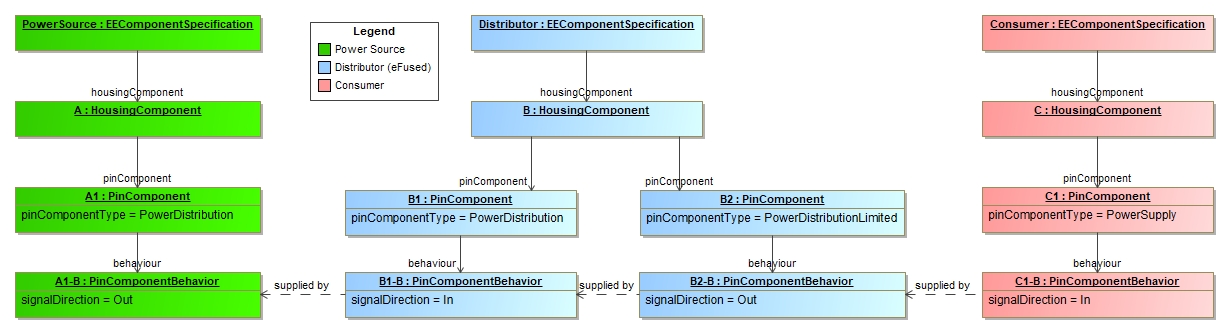 PowerSource : EEComponentSpecification
Distributor : EEComponentSpecification
Consumer : EEComponentSpecification
Legend
Power Source
Distributor (eFused)
Consumer
housingComponent
housingComponent
housingComponent
A : HousingComponent
B : HousingComponent
C : HousingComponent
pinComponent
pinComponent
pinComponent
pinComponent
A1 : PinComponent
pinComponentType = PowerDistribution
B1 : PinComponent
pinComponentType = PowerDistribution
B2 : PinComponent
pinComponentType = PowerDistributionLimited
C1 : PinComponent
pinComponentType = PowerSupply
behaviour
behaviour
behaviour
behaviour
A1-B : PinComponentBehavior
signalDirection = Out
supplied by
B1-B : PinComponentBehavior
signalDirection = In
supplied by
B2-B : PinComponentBehavior
signalDirection = Out
supplied by
C1-B : PinComponentBehavior
signalDirection = In